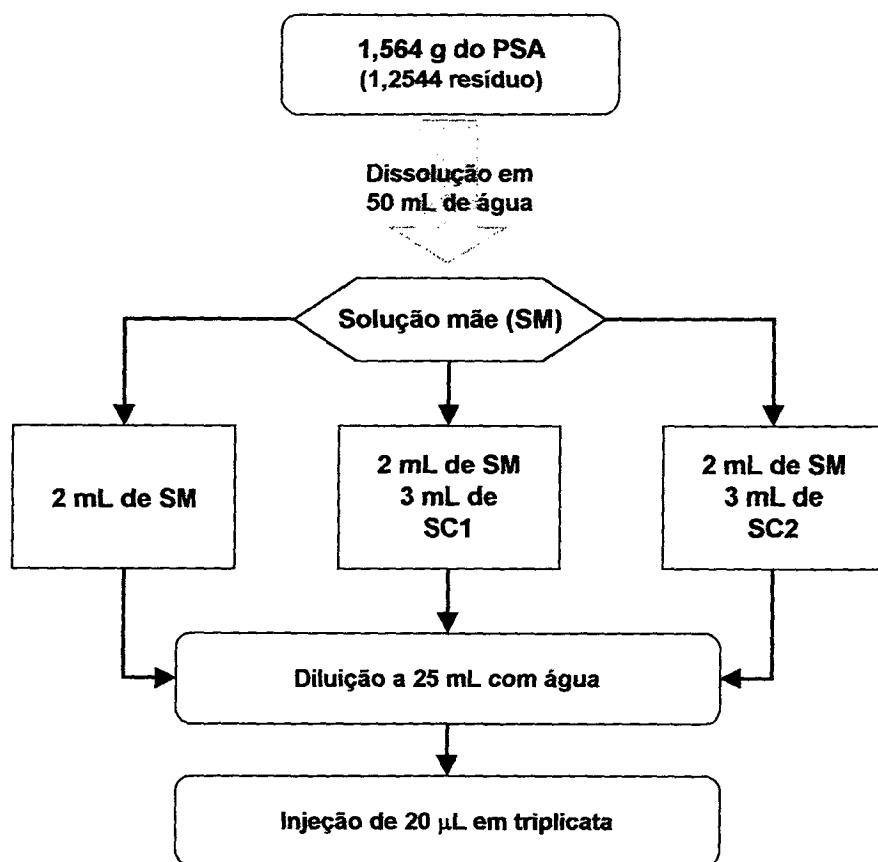 1,564 g do PSA
(1,2544 resíduo)
Dissolução em
50 mL de água
Solução mãe (SM)
2 mL de SM
2 mL de SM
3 mL de
SC1
2 mL de SM
3 mL de
SC2
Diluição a 25 mL com água
Injeção de 20 μL em triplicata